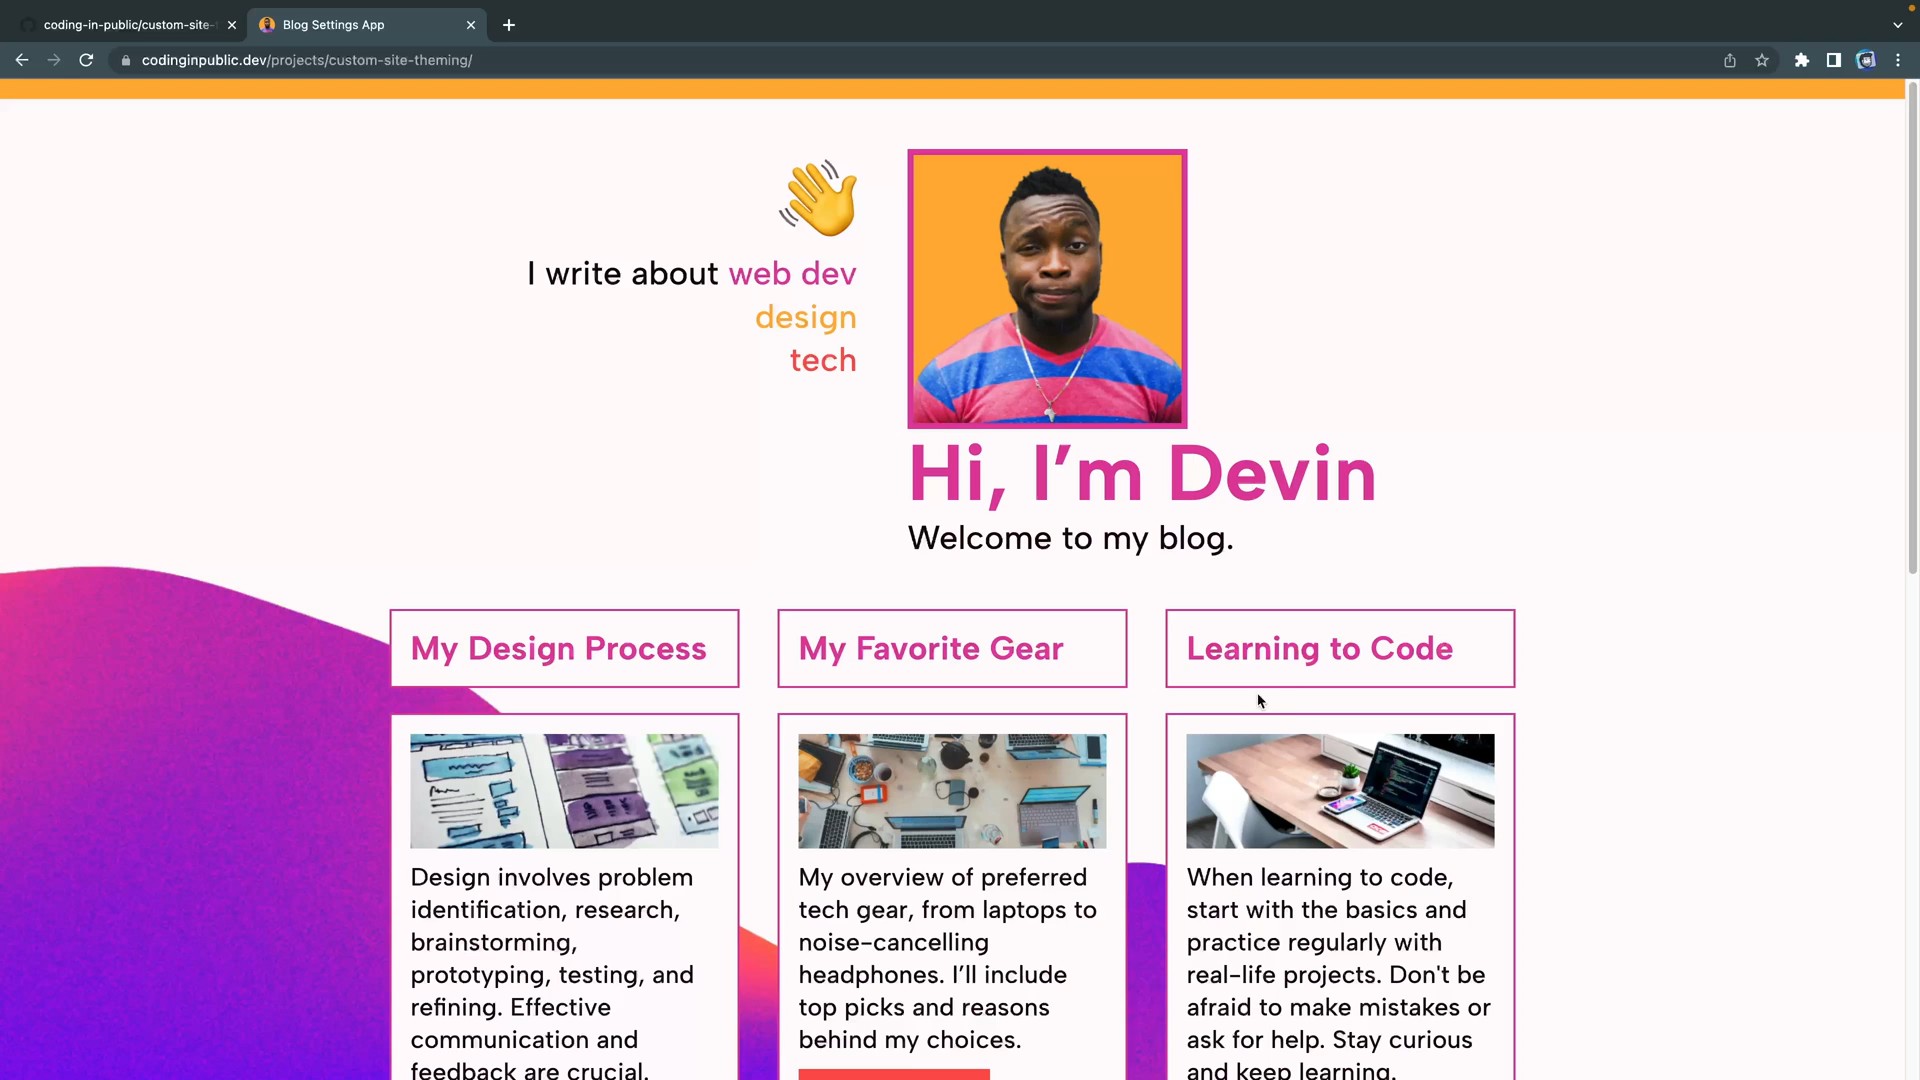 coding-in-public/custom-site-
Blog Settings App
codinginpublic.dev/projects/custom-site-theming/
I write about web dev
design
tech
Hi, I’m Devin
Welcome to my blog.
My Design Process
My Favorite Gear
Learning to Code
Design involves problem
identification, research,
brainstorming,
prototyping, testing, and
refining. Effective
communication and
feedback are crucial.
My overview of preferred
tech gear, from laptops to
noise-cancelling
headphones. I’ll include
top picks and reasons
behind my choices.
When learning to code,
start with the basics and
practice regularly with
real-life projects. Don't be
afraid to make mistakes or
ask for help. Stay curious
and keep learning.